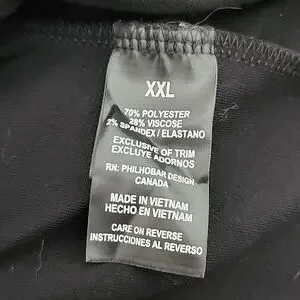 XXL
70% POLYESTER
28% VISCOSE
2% SPANDEX / ELASTANO
EXCLUSIVE OF TRIM
EXCLUYE ADORNOS
RN: PHILHOBAR DESIGN
CANADA
MADE IN VIETNAM
HECHO EN VIETNAM
CARE ON REVERSE
INSTRUCCIONES AL REVERSO